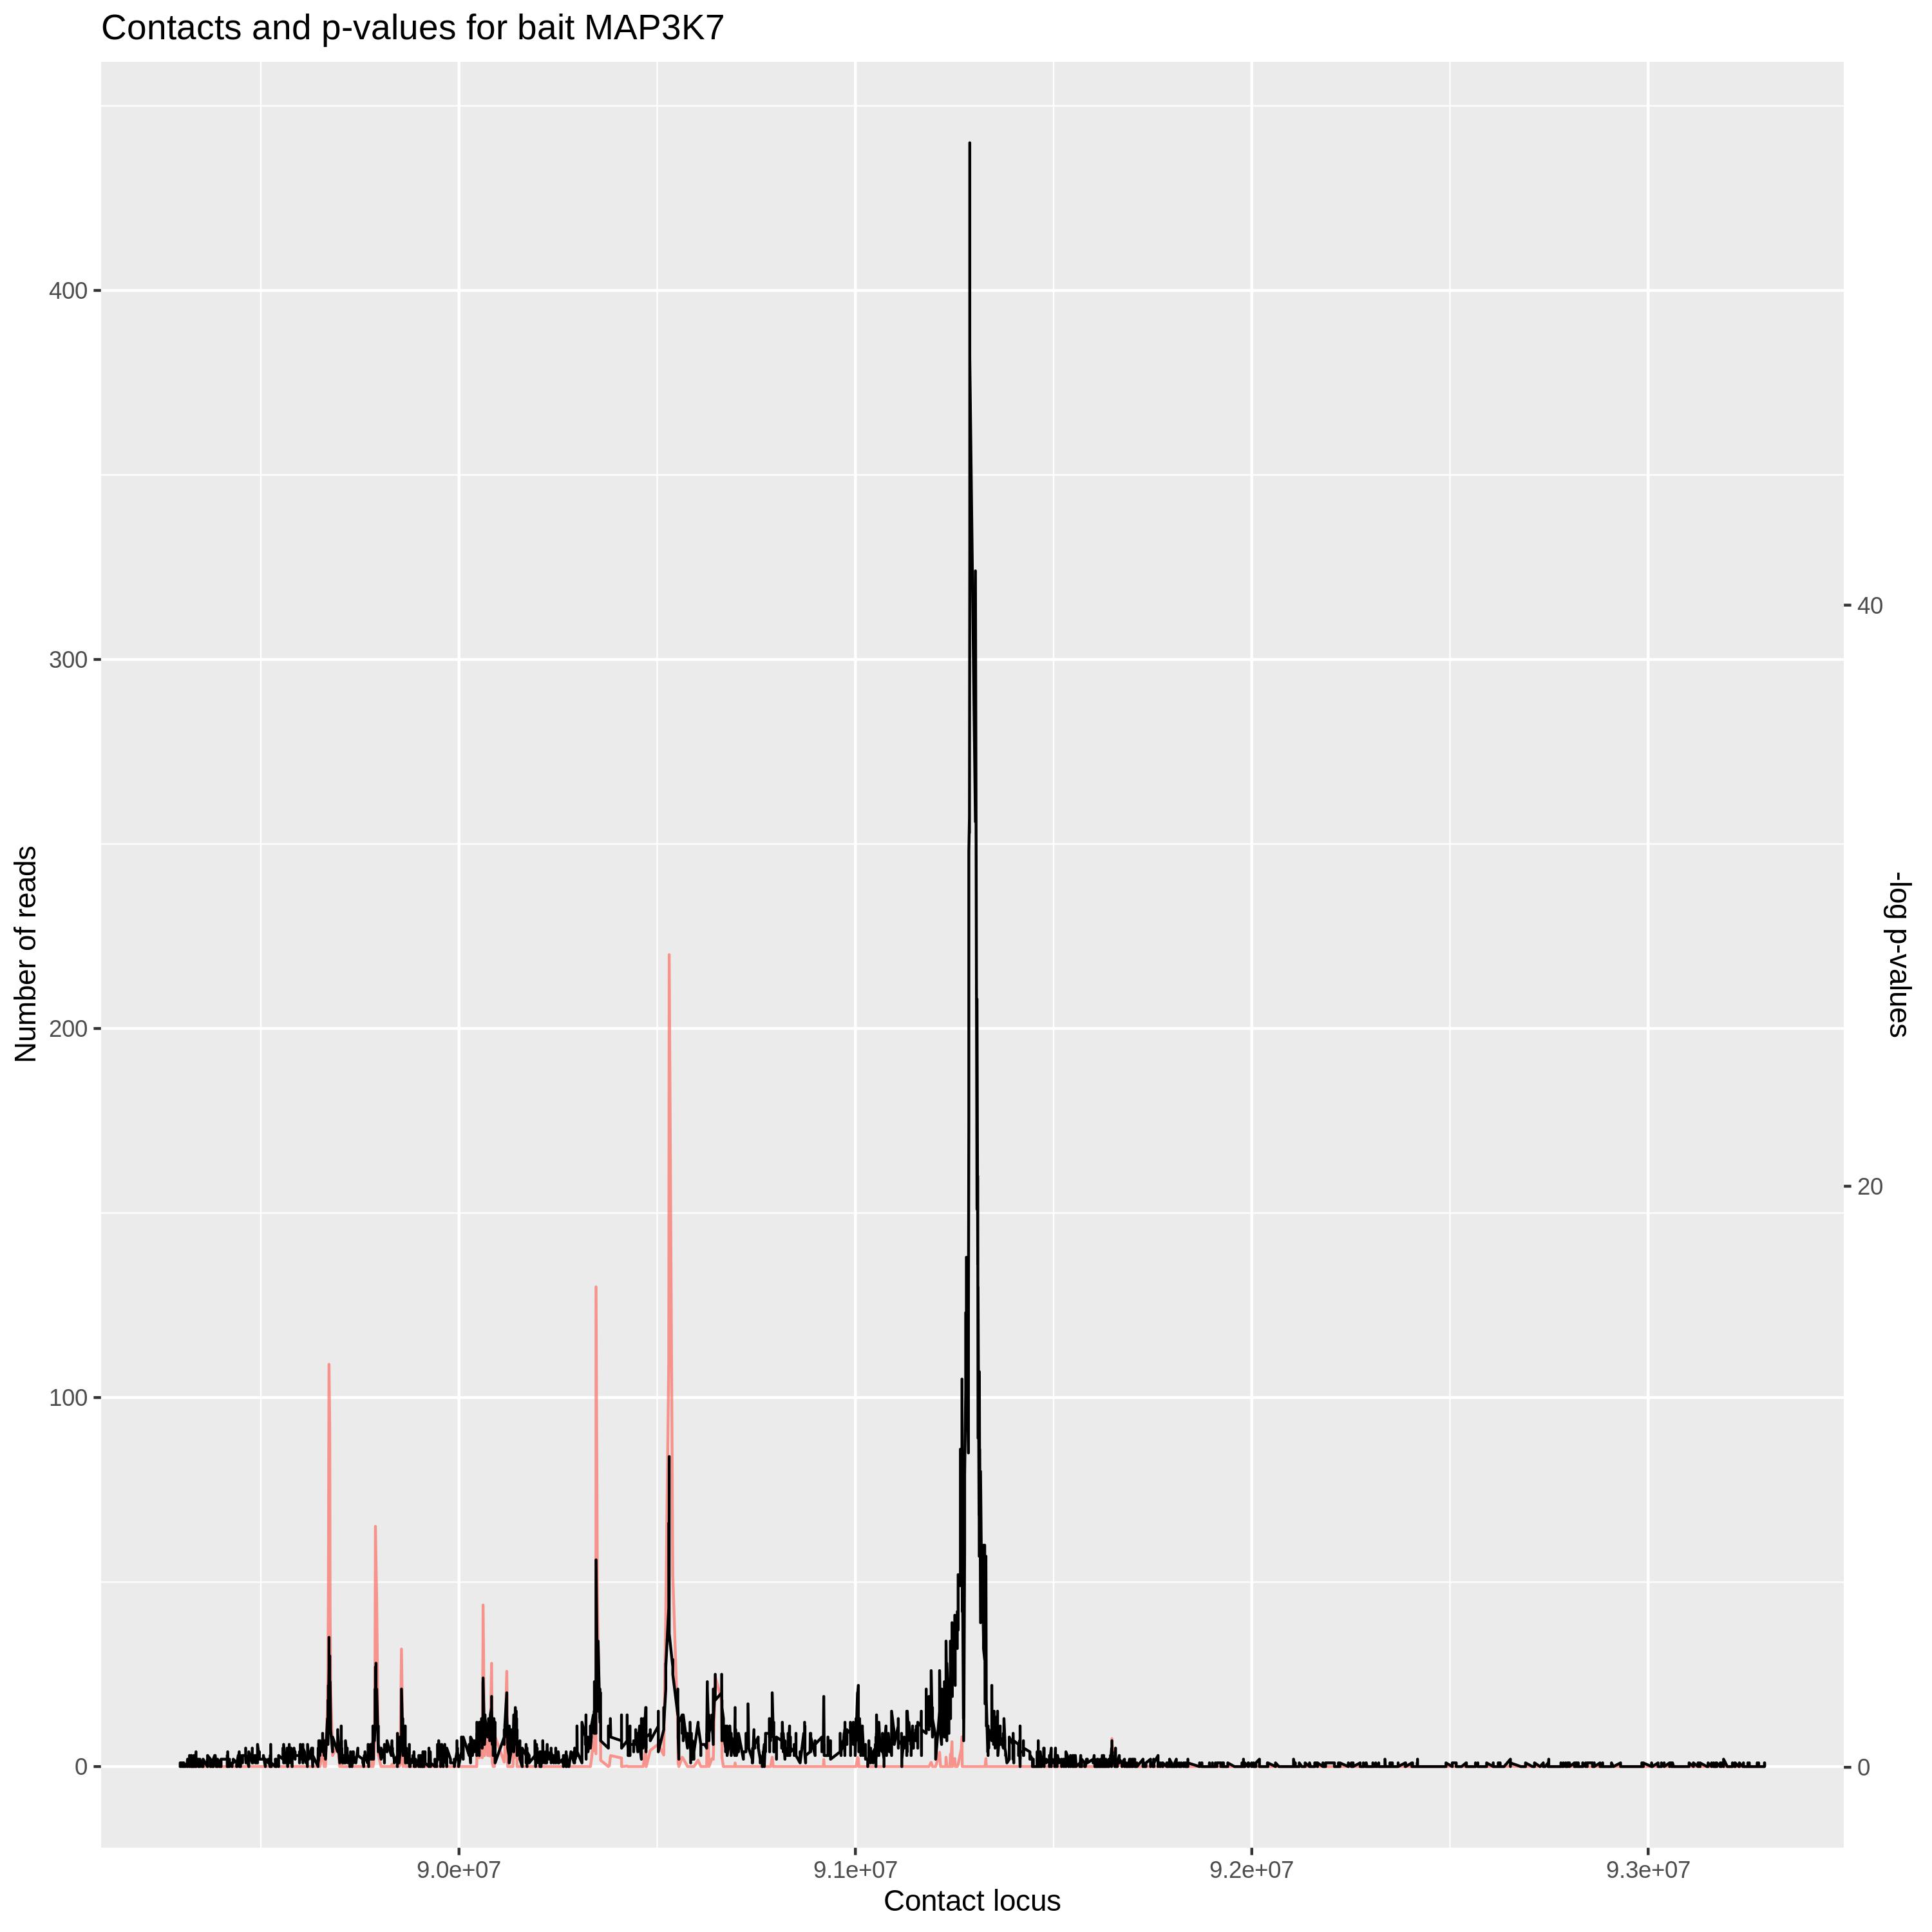 Contacts and p-values for bait MAP3K7
Number of reads
400
300
200
100
0
40
20
0
-log p-values
9.0e+07
9.1e+07
9.2e+07
9.3e+07
Contact locus